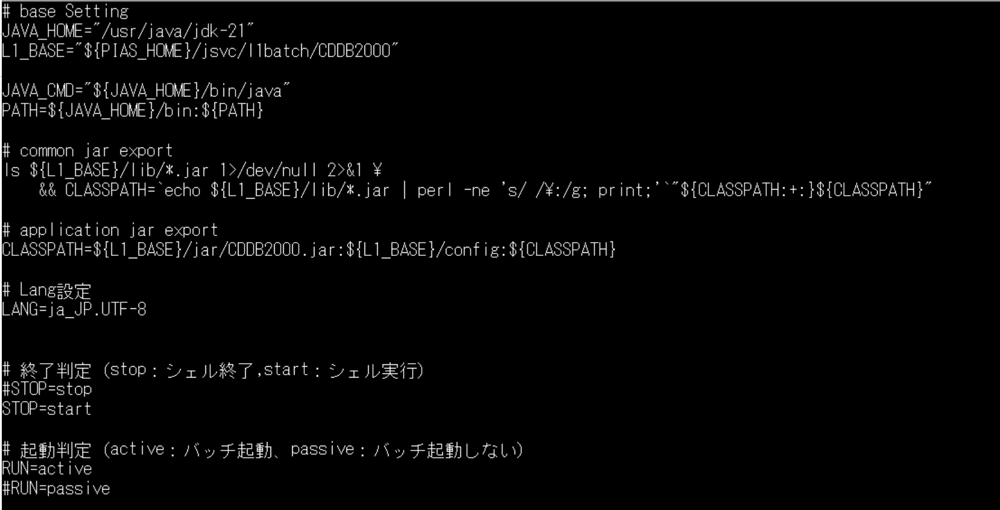 # base Setting
JAVA_HOME="/usr/java/jdk-21"
L1_BASE="${PIAS_HOME}/jsvc/l1batch/CDDB2000"
JAVA_CMD="${JAVA_HOME}/bin/java"
PATH=${JAVA_HOME}/bin:${PATH}
# common jar export
ls ${L1_BASE}/lib/*.jar 1>/dev/null 2>&1 ¥
&& CLASSPATH=`echo ${L1_BASE}/lib/*.jar | perl -ne 's/ /¥:/g; print;'`"${CLASSPATH:+:}${CLASSPATH}"
# application jar export
CLASSPATH=${L1_BASE}/jar/CDDB2000.jar:${L1_BASE}/config:${CLASSPATH}
# Lang設定
LANG=ja_JP.UTF-8
# 終了判定 (stop：シェル終了,start：シェル実行)
#STOP=stop
STOP=start
# 起動判定 (active：バッチ起動、passive：バッチ起動しない)
RUN=active
#RUN=passive